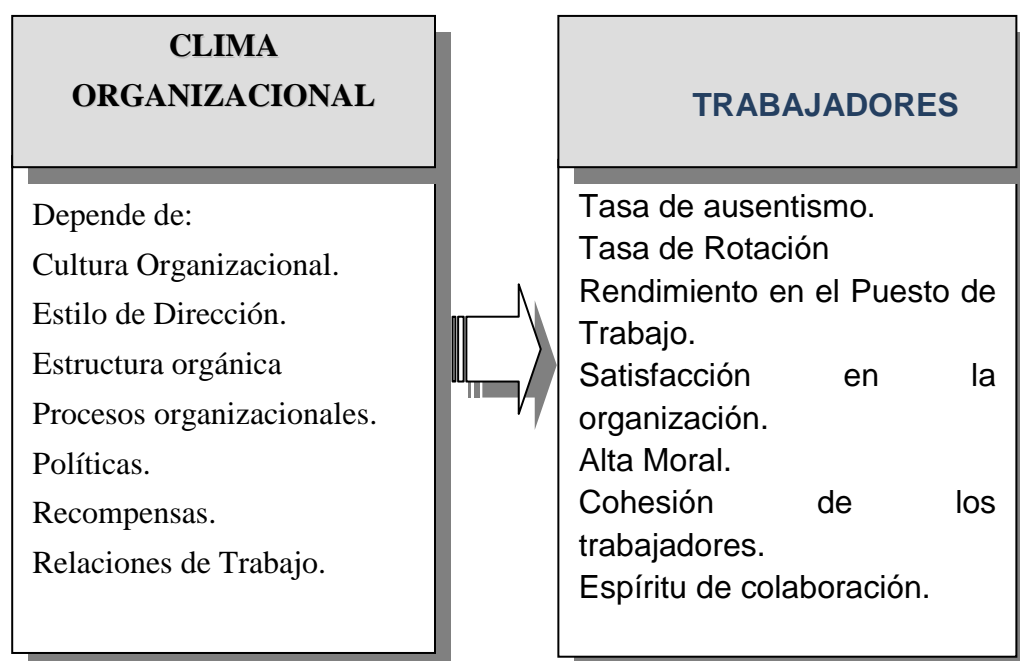 CLIMA
ORGANIZACIONAL
Depende de:
Cultura Organizacional.
Estilo de Dirección.
Estructura orgánica
Procesos organizacionales.
Políticas.
Recompensas.
Relaciones de Trabajo.
TRABAJADORES
Tasa de ausentismo.
Tasa de Rotación
Rendimiento en el Puesto de
Trabajo.
Satisfacción en la
organización.
Alta Moral.
Cohesión de los
trabajadores.
Espíritu de colaboración.